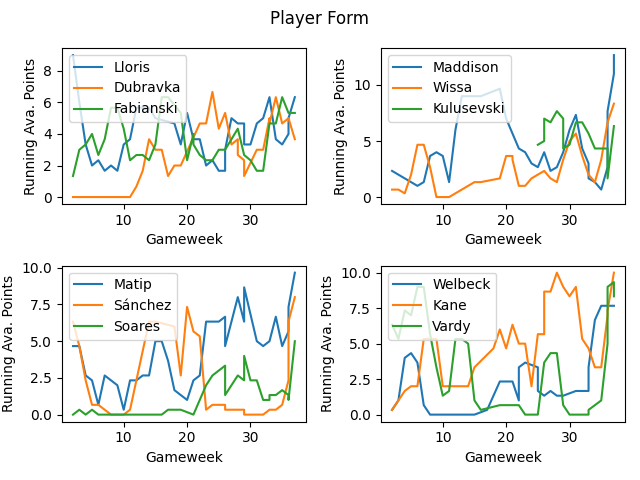 Player Form
8
6
4
2
0
Running Ava. Points
Lloris
Dubravka
Fabianski
10
20
30
Gameweek
10
5
0
Running Ava. Points
Maddison
Wissa
Kulusevski
10
20
30
Gameweek
10.0
7.5
5.0
2.5
0.0
Running Ava. Points
Matip
Sánchez
Soares
10
20
30
Gameweek
10.0
7.5
5.0
2.5
0.0
Running Ava. Points
Welbeck
Kane
Vardy
10
20
30
Gameweek